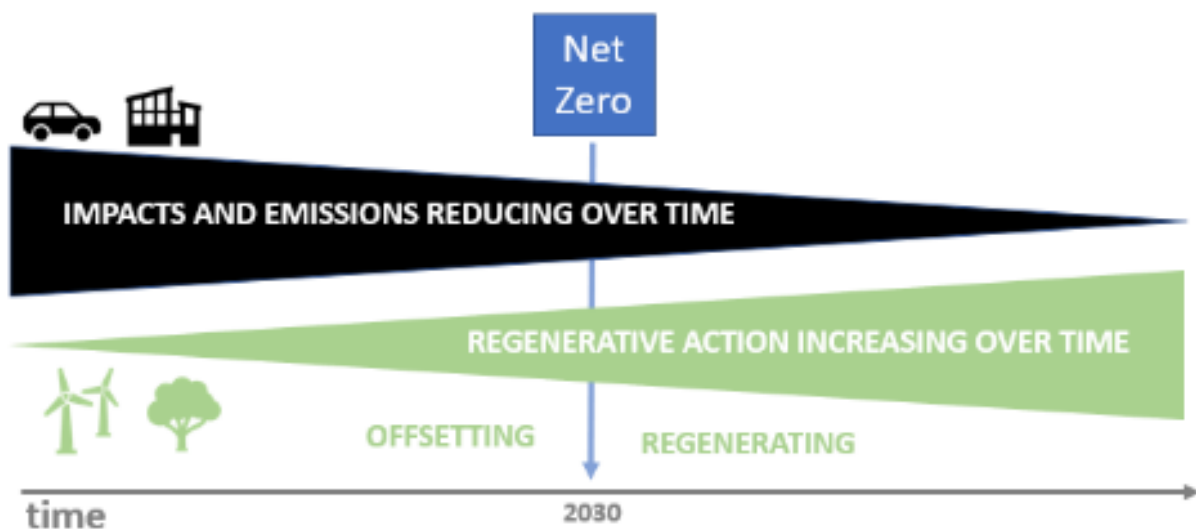 Net
Zero
IMPACTS AND EMISSIONS REDUCING OVER TIME
REGENERATIVE ACTION INCREASING OVER TIME
OFFSETTING
REGENERATING
time
2030